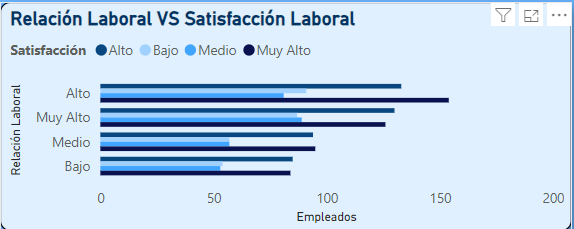 Relación Laboral VS Satisfacción Laboral
Satisfacción Alto Bajo Medio Muy Alto
Relación Laboral
Alto
Muy Alto
Medio
Bajo
0 50 100 150 200
Empleados